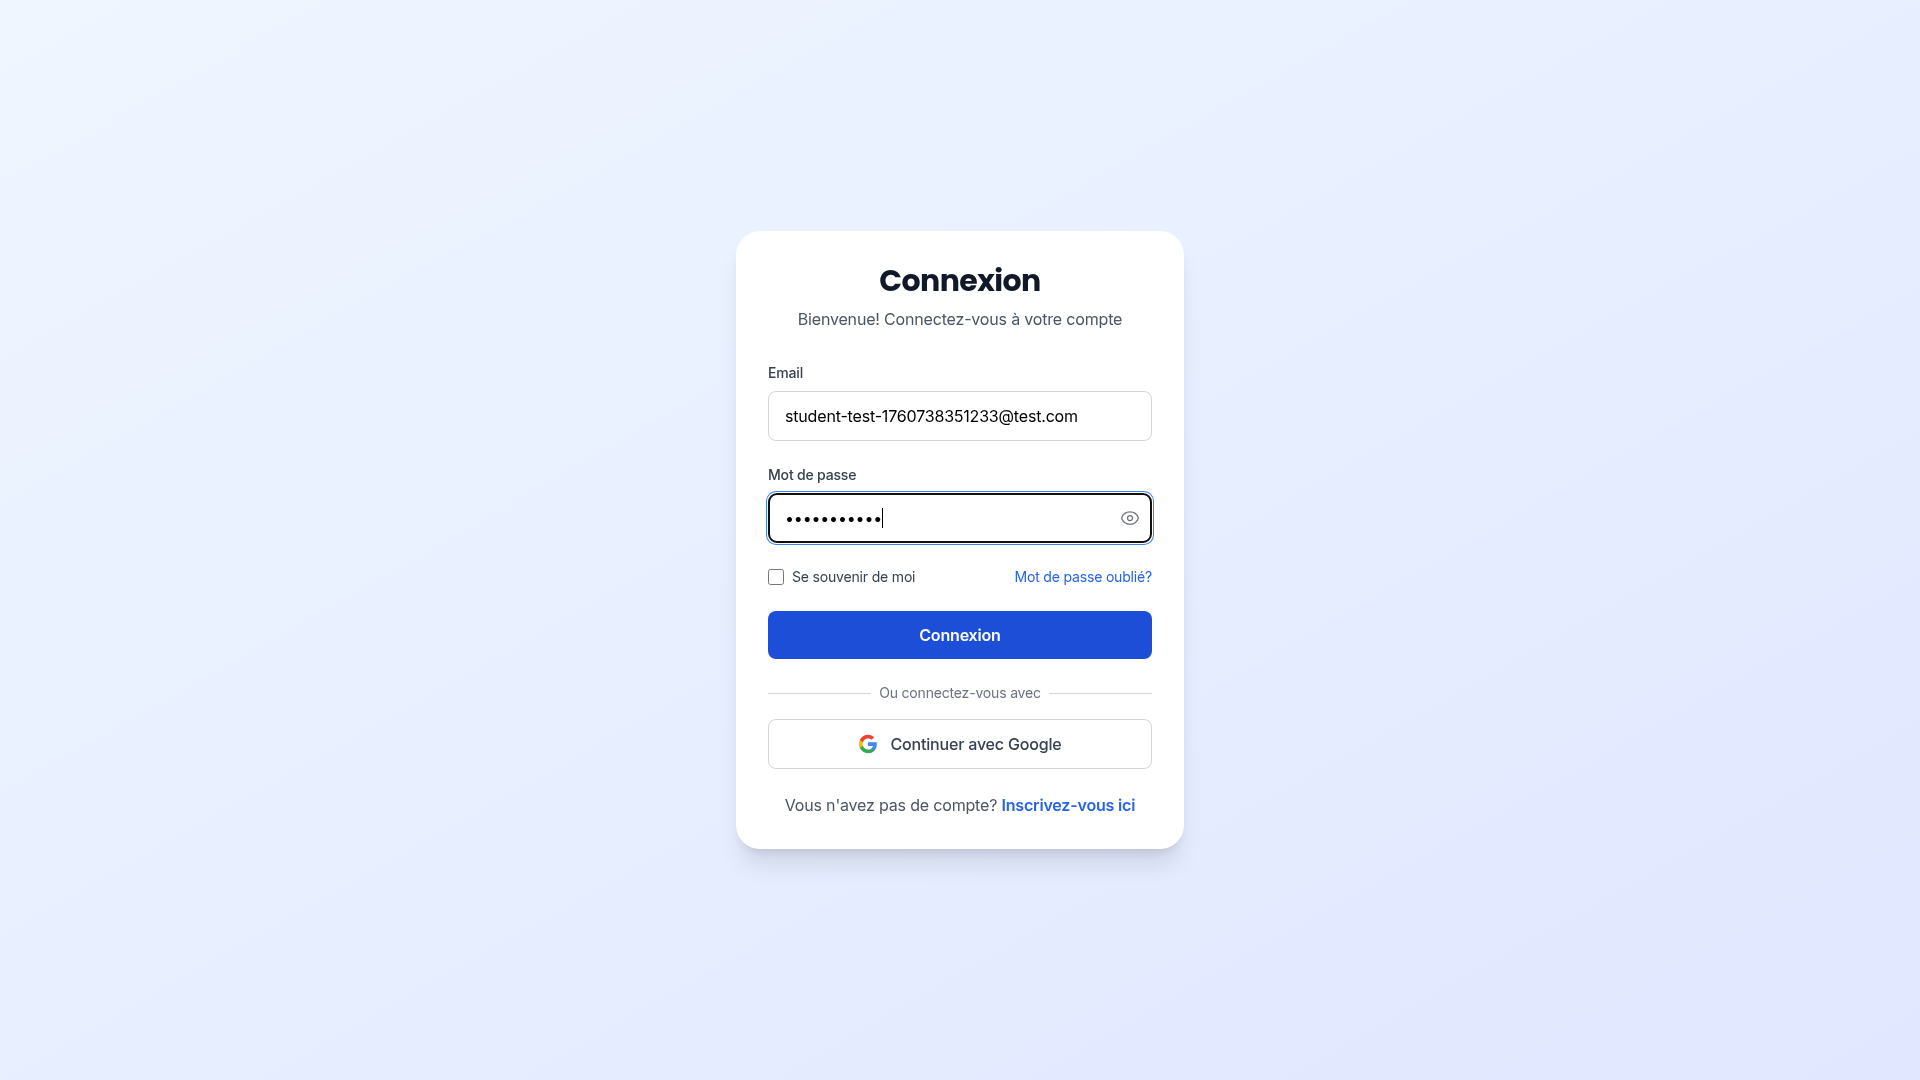 Connexion
Bienvenue! Connectez-vous à votre compte
Email
student-test-1760738351233@test.com
Mot de passe
•••••••••••
Se souvenir de moi
Mot de passe oublié?
Connexion
Ou connectez-vous avec
Continuer avec Google
Vous n'avez pas de compte? Inscrivez-vous ici